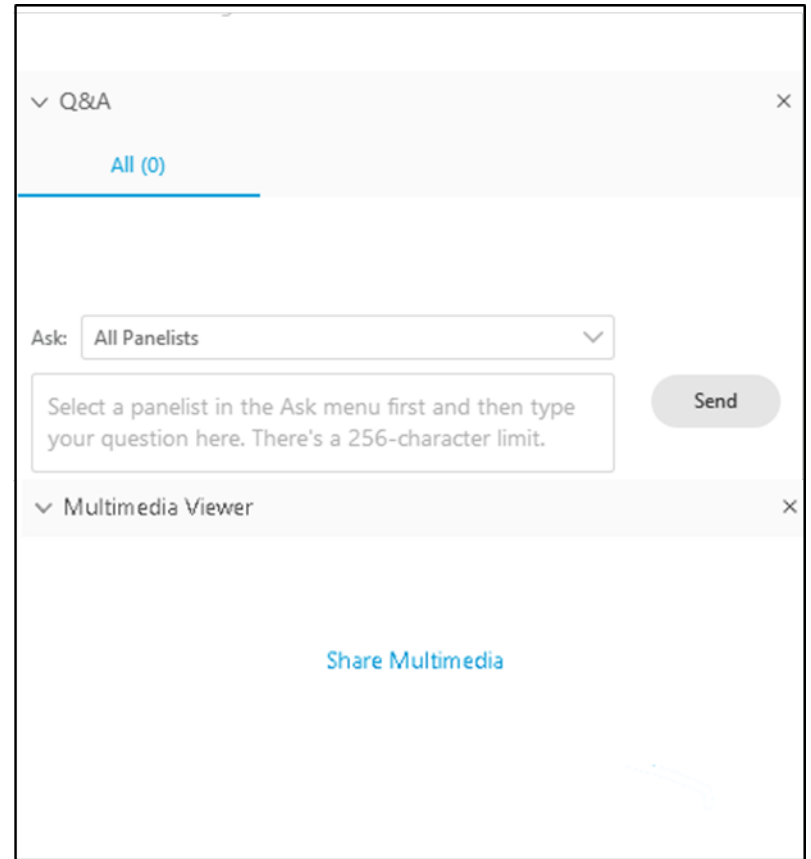 Q&A
All (0)
Ask: All Panelists
Select a panelist in the Ask menu first and then type
your question here. There's a 256-character limit.
Send
Multimedia Viewer
Share Multimedia